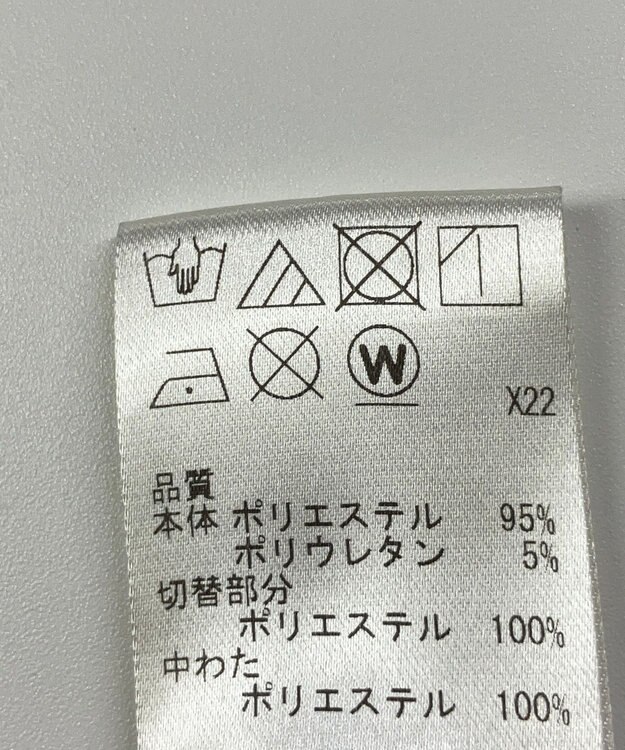 W
X22
品質
本体 ポリエステル 95%
ポリウレタン 5%
切替部分
ポリエステル 100%
中わた
ポリエステル 100%